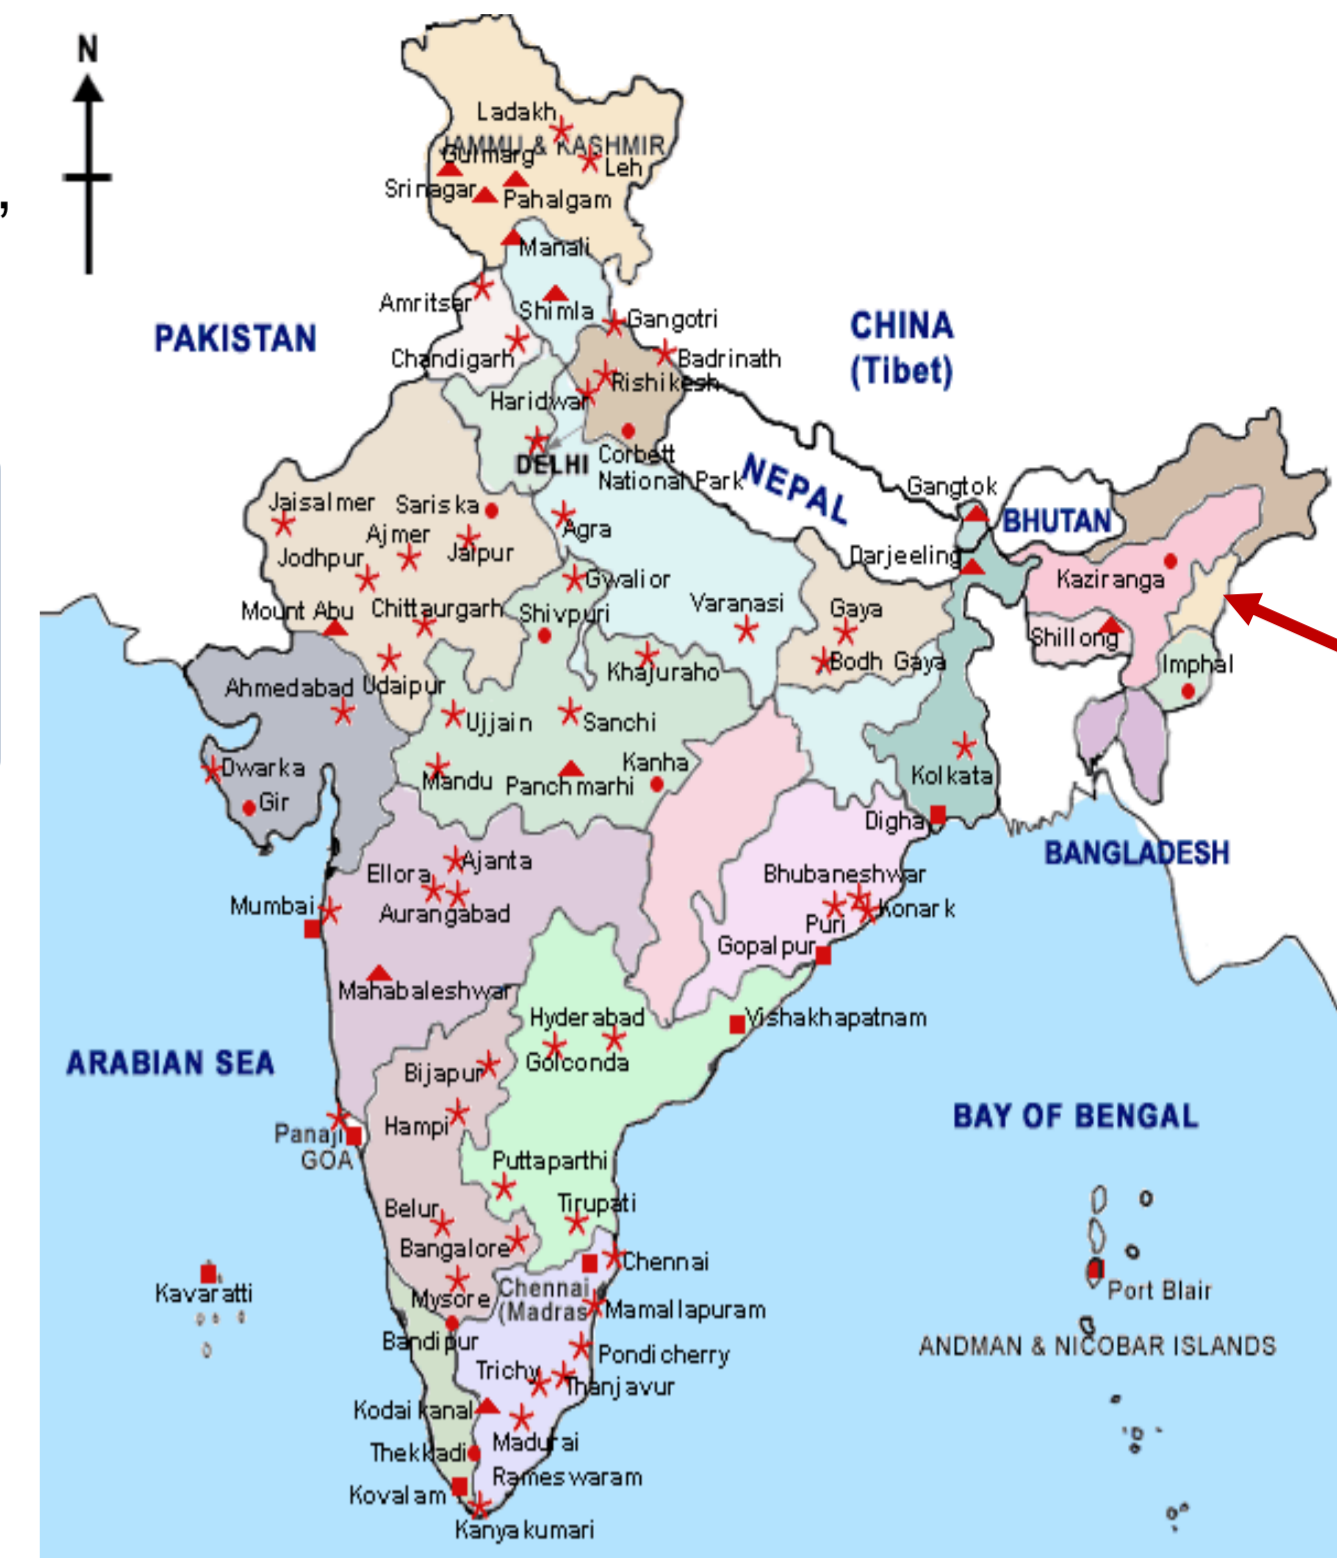 N
,
Ladakh
JAMMU & KASHMIR
Gulmarg
Leh
Srinagar
Pahalgam
Manali
Amritsar
Shimla
Gangotri
PAKISTAN
CHINA
(Tibet)
Chandigarh
Badrinath
Rishikesh
Haridwar
DELHI
Corbett
National Park
NEPAL
Gangtok
BHUTAN
Jaisalmer
Sariska
Ajmer
Agra
Jodhpur
Jaipur
Darjeeling
Kaziranga
Gwalior
Mount Abu
Chittaurgarh
Shivpuri
Varanasi
Gaya
Shillong
Khajuraho
Bodh Gaya
Imphal
Ahmedabad
Udaipur
Ujjain
Sanchi
Dwarka
Mandu
Panchmarhi
Kanha
Kolkata
Gir
Digha
BANGLADESH
Ajanta
Ellora
Bhubaneshwar
Mumbai
Aurangabad
Konark
Puri
Gopalpur
Mahabaleshwar
Hyderabad
Vishakhapatnam
Golconda
ARABIAN SEA
Bijapur
BAY OF BENGAL
Hampi
Panaji
GOA
Puttaparthi
Belur
Tirupati
Bangalore
Chennai
Kavaratti
Mysore
Chennai
(Madras
Mamallapuram
Port Blair
Bandipur
ANDMAN & NICOBAR ISLANDS
Pondicherry
Trichy
Thanjavur
Kodaikanal
Madurai
Thekkadi
Rameswaram
Kovalam
Kanyakumari